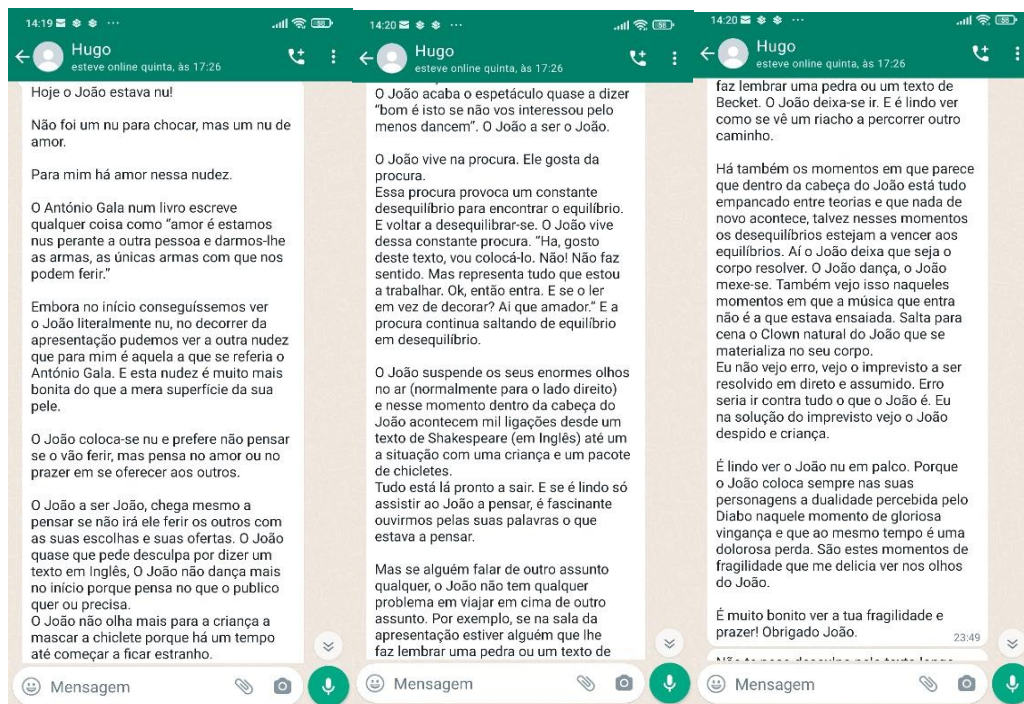 14:19
58
Hugo
esteve online quinta, às 17:26
Hoje o João estava nu!
Não foi um nu para chocar, mas um nu de
amor.
Para mim há amor nessa nudez.
O António Gala num livro escreve
qualquer coisa como “amor é estamos
nus perante a outra pessoa e darmos-lhe
as armas, as únicas armas com que nos
podem ferir.”
Embora no início conseguíssemos ver
o João literalmente nu, no decorrer da
apresentação pudemos ver a outra nudez
que para mim é aquela a que se referia o
António Gala. E esta nudez é muito mais
bonita do que a mera superfície da sua
pele.
O João coloca-se nu e prefere não pensar
se o vão ferir, mas pensa no amor ou no
prazer em se oferecer aos outros.
O João a ser João, chega mesmo a
pensar se não irá ele ferir os outros com
as suas escolhas e suas ofertas. O João
quase que pede desculpa por dizer um
texto em Inglês, O João não dança mais
no início porque pensa no que o publico
quer ou precisa.
O João não olha mais para a criança a
mascar a chiclete porque há um tempo
até começar a ficar estranho.
Mensagem
14:20
58
Hugo
esteve online quinta, às 17:26
O João acaba o espetáculo quase a dizer
“bom é isto se não vos interessou pelo
menos dancem”. O João a ser o João.
O João vive na procura. Ele gosta da
procura.
Essa procura provoca um constante
desequilíbrio para encontrar o equilíbrio.
E voltar a desequilibrar-se. O João vive
dessa constante procura. “Ha, gosto
deste texto, vou colocá-lo. Não! Não faz
sentido. Mas representa tudo que estou
a trabalhar. Ok, então entra. E se o ler
em vez de decorar? Ai que amador.” E a
procura continua saltando de equilíbrio
em desequilíbrio.
O João suspende os seus enormes olhos
no ar (normalmente para o lado direito)
e nesse momento dentro da cabeça do
João acontecem mil ligações desde um
texto de Shakespeare (em Inglês) até um
a situação com uma criança e um pacote
de chicletes.
Tudo está lá pronto a sair. E se é lindo só
assistir ao João a pensar, é fascinante
ouvirmos pelas suas palavras o que
estava a pensar.
Mas se alguém falar de outro assunto
qualquer, o João não tem qualquer
problema em viajar em cima de outro
assunto. Por exemplo, se na sala da
apresentação estiver alguém que lhe
faz lembrar uma pedra ou um texto de
Mensagem
14:20
58
Hugo
esteve online quinta, às 17:26
faz lembrar uma pedra ou um texto de
Becket. O João deixa-se ir. E é lindo ver
como se vê um riacho a percorrer outro
caminho.
Há também os momentos em que parece
que dentro da cabeça do João está tudo
empancado entre teorias e que nada de
novo acontece, talvez nesses momentos
os desequilíbrios estejam a vencer aos
equilíbrios. Aí o João deixa que seja o
corpo resolver. O João dança, o João
mexe-se. Também vejo isso naqueles
momentos em que a música que entra
não é a que estava ensaiada. Salta para
cena o Clown natural do João que se
materializa no seu corpo.
Eu não vejo erro, vejo o imprevisto a ser
resolvido em direto e assumido. Erro
seria ir contra tudo o que o João é. Eu
na solução do imprevisto vejo o João
despido e criança.
É lindo ver o João nu em palco. Porque
o João coloca sempre nas suas
personagens a dualidade percebida pelo
Diabo naquele momento de gloriosa
vingança e que ao mesmo tempo é uma
dolorosa perda. São estes momentos de
fragilidade que me delicia ver nos olhos
do João.
É muito bonito ver a tua fragilidade e
prazer! Obrigado João.
23:49
Mensagem